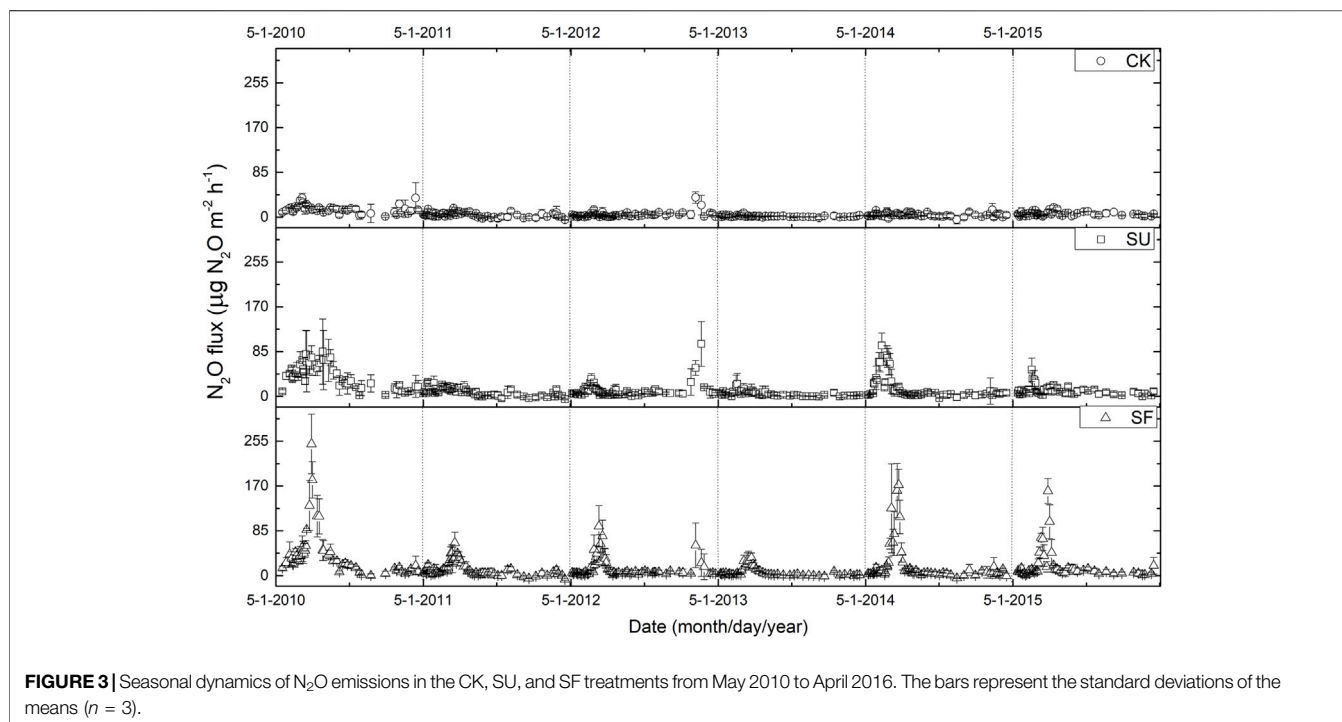 5-1-2010 5-1-2011 5-1-2012 5-1-2013 5-1-2014 5-1-2015
CK
255
170
85
0
SU
255
170
85
0
SF
255
170
85
0
N₂O flux (µg N₂O m⁻² h⁻¹)
5-1-2010 5-1-2011 5-1-2012 5-1-2013 5-1-2014 5-1-2015
Date (month/day/year)
FIGURE 3 | Seasonal dynamics of N₂O emissions in the CK, SU, and SF treatments from May 2010 to April 2016. The bars represent the standard deviations of the
means (n = 3).